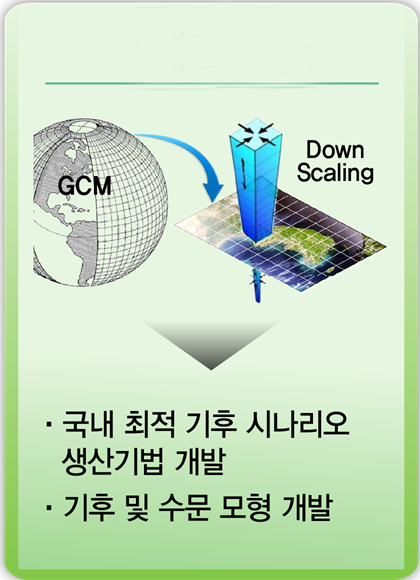 GCM
Down
Scaling
· 국내 최적 기후 시나리오
생산기법 개발
· 기후 및 수문 모형 개발